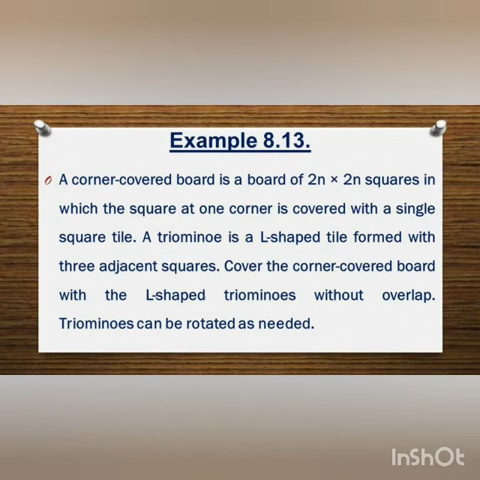 Example 8.13.
A corner-covered board is a board of 2n × 2n squares in
which the square at one corner is covered with a single
square tile. A triominoe is a L-shaped tile formed with
three adjacent squares. Cover the corner-covered board
with the L-shaped triominoes without overlap.
Triominoes can be rotated as needed.
InShOt